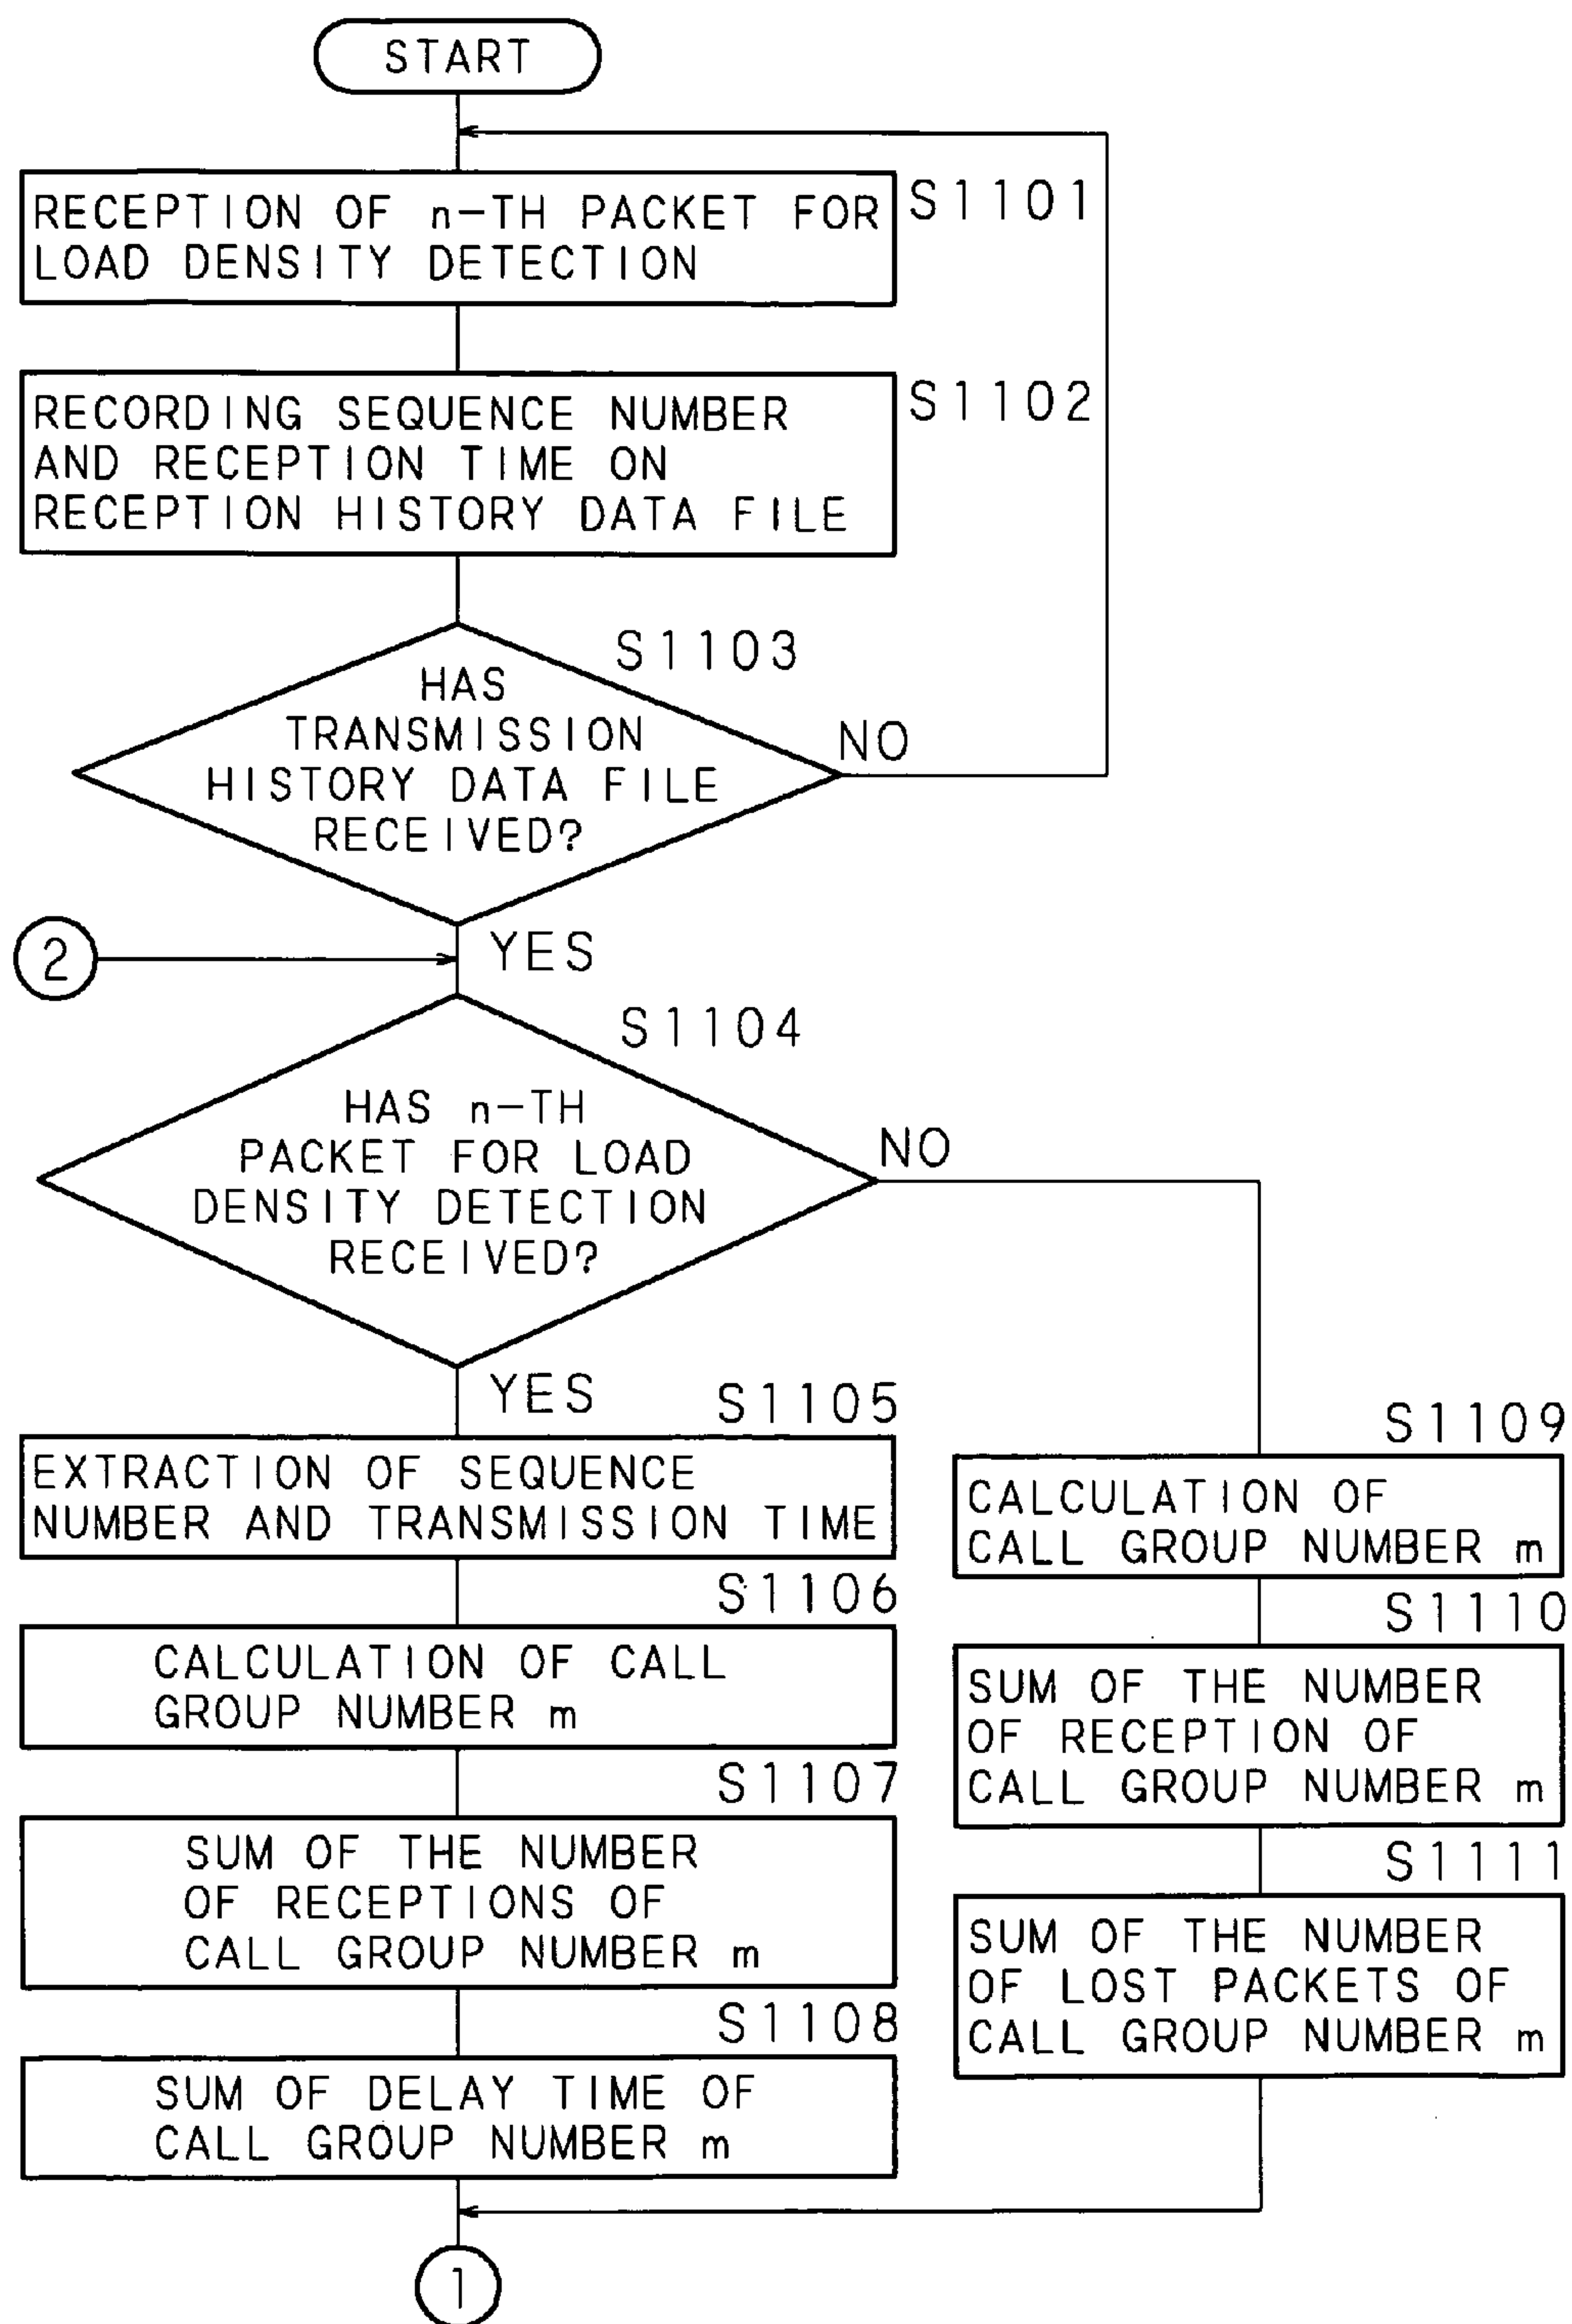 START
RECEPTION OF n-TH PACKET FOR
LOAD DENSITY DETECTION
S1101
RECORDING SEQUENCE NUMBER
AND RECEPTION TIME ON
RECEPTION HISTORY DATA FILE
S1102
S1103
HAS
TRANSMISSION
HISTORY DATA FILE
RECEIVED?
NO
2
YES
S1104
HAS n-TH
PACKET FOR LOAD
DENSITY DETECTION
RECEIVED?
NO
YES
S1105
EXTRACTION OF SEQUENCE
NUMBER AND TRANSMISSION TIME
S1106
CALCULATION OF CALL
GROUP NUMBER m
S1107
SUM OF THE NUMBER
OF RECEPTIONS OF
CALL GROUP NUMBER m
S1108
SUM OF DELAY TIME OF
CALL GROUP NUMBER m
S1109
CALCULATION OF
CALL GROUP NUMBER m
S1110
SUM OF THE NUMBER
OF RECEPTION OF
CALL GROUP NUMBER m
S1111
SUM OF THE NUMBER
OF LOST PACKETS OF
CALL GROUP NUMBER m
1